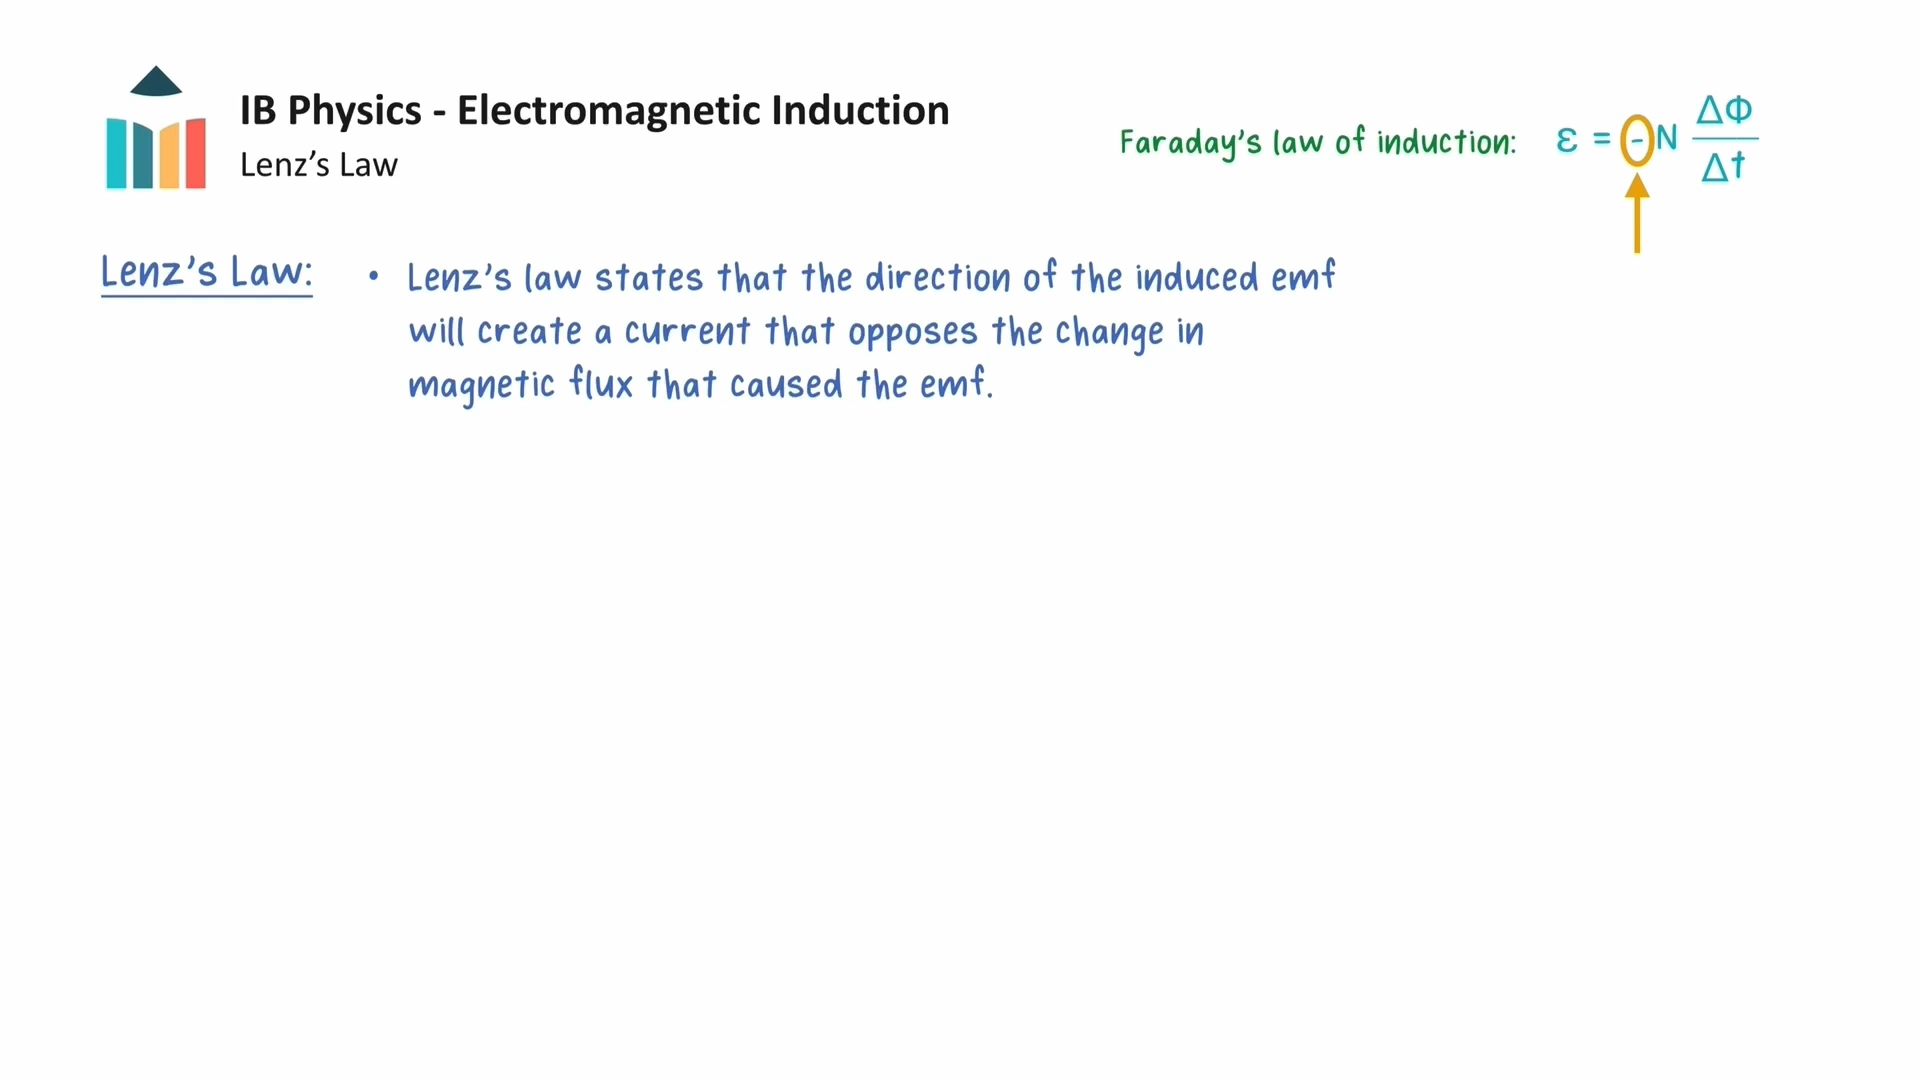 IB Physics - Electromagnetic Induction
Lenz’s Law
Faraday's law of induction: ε = -N ΔΦ / Δt
Lenz's Law:
• Lenz's law states that the direction of the induced emf
will create a current that opposes the change in
magnetic flux that caused the emf.